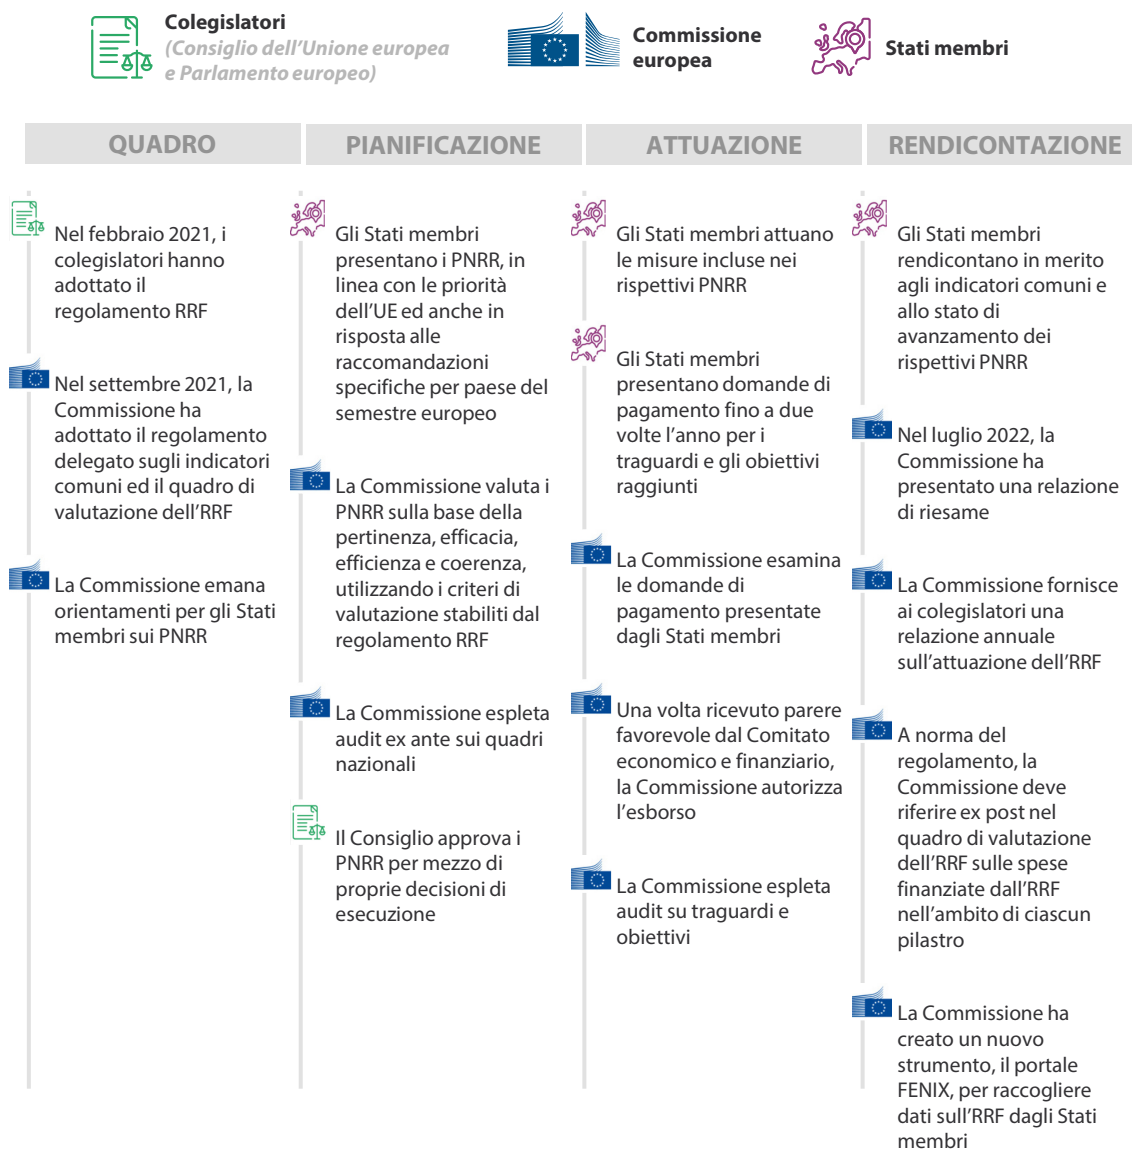 Colegislatori
(Consiglio dell'Unione europea
e Parlamento europeo)
Commissione
europea
Stati membri
QUADRO
Nel febbraio 2021, i
colegislatori hanno
adottato il
regolamento RRF
Nel settembre 2021, la
Commissione ha
adottato il regolamento
delegato sugli indicatori
comuni ed il quadro di
valutazione dell'RRF
La Commissione emana
orientamenti per gli Stati
membri sui PNRR
PIANIFICAZIONE
Gli Stati membri
presentano i PNRR, in
linea con le priorità
dell'UE ed anche in
risposta alle
raccomandazioni
specifiche per paese del
semestre europeo
La Commissione valuta i
PNRR sulla base della
pertinenza, efficacia,
efficienza e coerenza,
utilizzando i criteri di
valutazione stabiliti dal
regolamento RRF
La Commissione espleta
audit ex ante sui quadri
nazionali
Il Consiglio approva i
PNRR per mezzo di
proprie decisioni di
esecuzione
ATTUAZIONE
Gli Stati membri attuano
le misure incluse nei
rispettivi PNRR
Gli Stati membri
presentano domande di
pagamento fino a due
volte l'anno per i
traguardi e gli obiettivi
raggiunti
La Commissione esamina
le domande di
pagamento presentate
dagli Stati membri
Una volta ricevuto parere
favorevole dal Comitato
economico e finanziario,
la Commissione autorizza
l'esborso
La Commissione espleta
audit su traguardi e
obiettivi
RENDICONTAZIONE
Gli Stati membri
rendicontano in merito
agli indicatori comuni e
allo stato di
avanzamento dei
rispettivi PNRR
Nel luglio 2022, la
Commissione ha
presentato una relazione
di riesame
La Commissione fornisce
ai colegislatori una
relazione annuale
sull'attuazione dell'RRF
A norma del
regolamento, la
Commissione deve
riferire ex post nel
quadro di valutazione
dell'RRF sulle spese
finanziate dall'RRF
nell'ambito di ciascun
pilastro
La Commissione ha
creato un nuovo
strumento, il portale
FENIX, per raccogliere
dati sull'RRF dagli Stati
membri